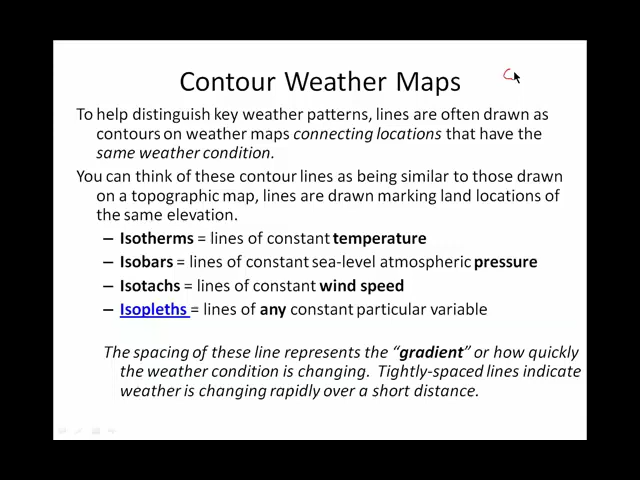 Contour Weather Maps
To help distinguish key weather patterns, lines are often drawn as
contours on weather maps connecting locations that have the
same weather condition.
You can think of these contour lines as being similar to those drawn
on a topographic map, lines are drawn marking land locations of
the same elevation.
– Isotherms = lines of constant temperature
– Isobars = lines of constant sea-level atmospheric pressure
– Isotachs = lines of constant wind speed
– Isopleths = lines of any constant particular variable
The spacing of these line represents the “gradient” or how quickly
the weather condition is changing. Tightly-spaced lines indicate
weather is changing rapidly over a short distance.